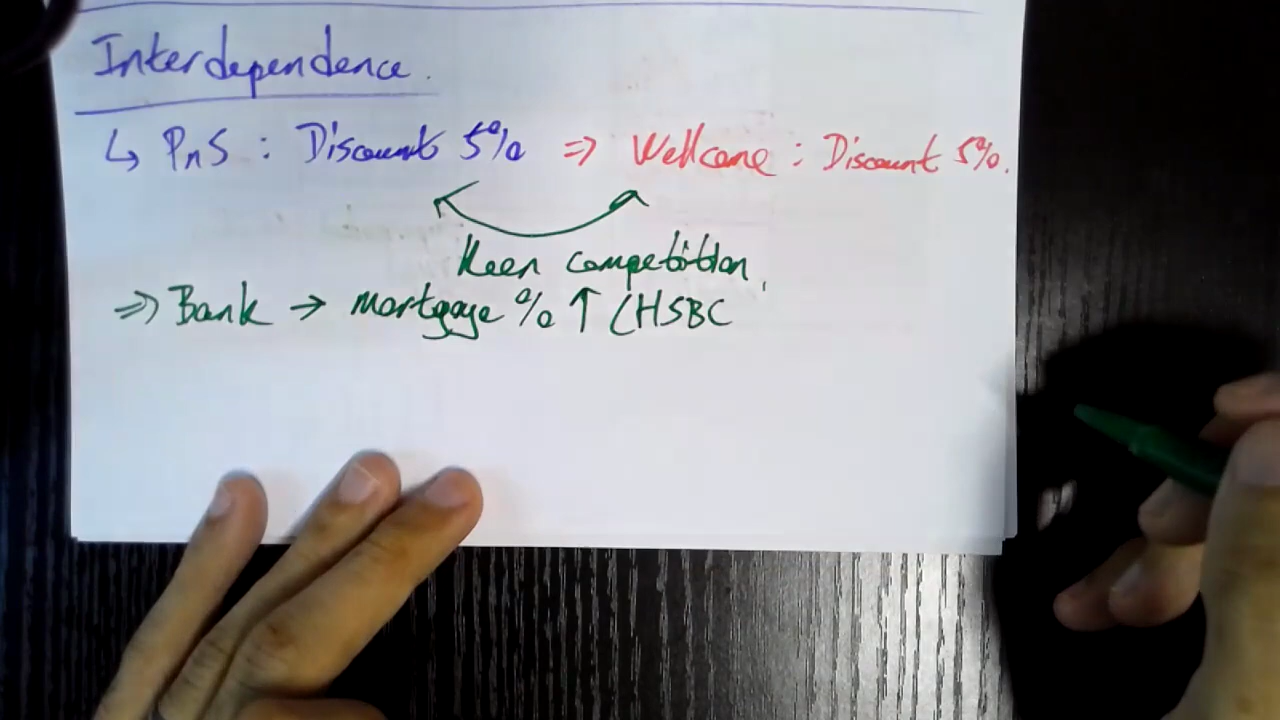 Interdependence.
↳ PnS : Discount 5% ⇒ Wellcome : Discount 5%.
Keen competition,
⇒ Bank → mortgage % ↑ (HSBC